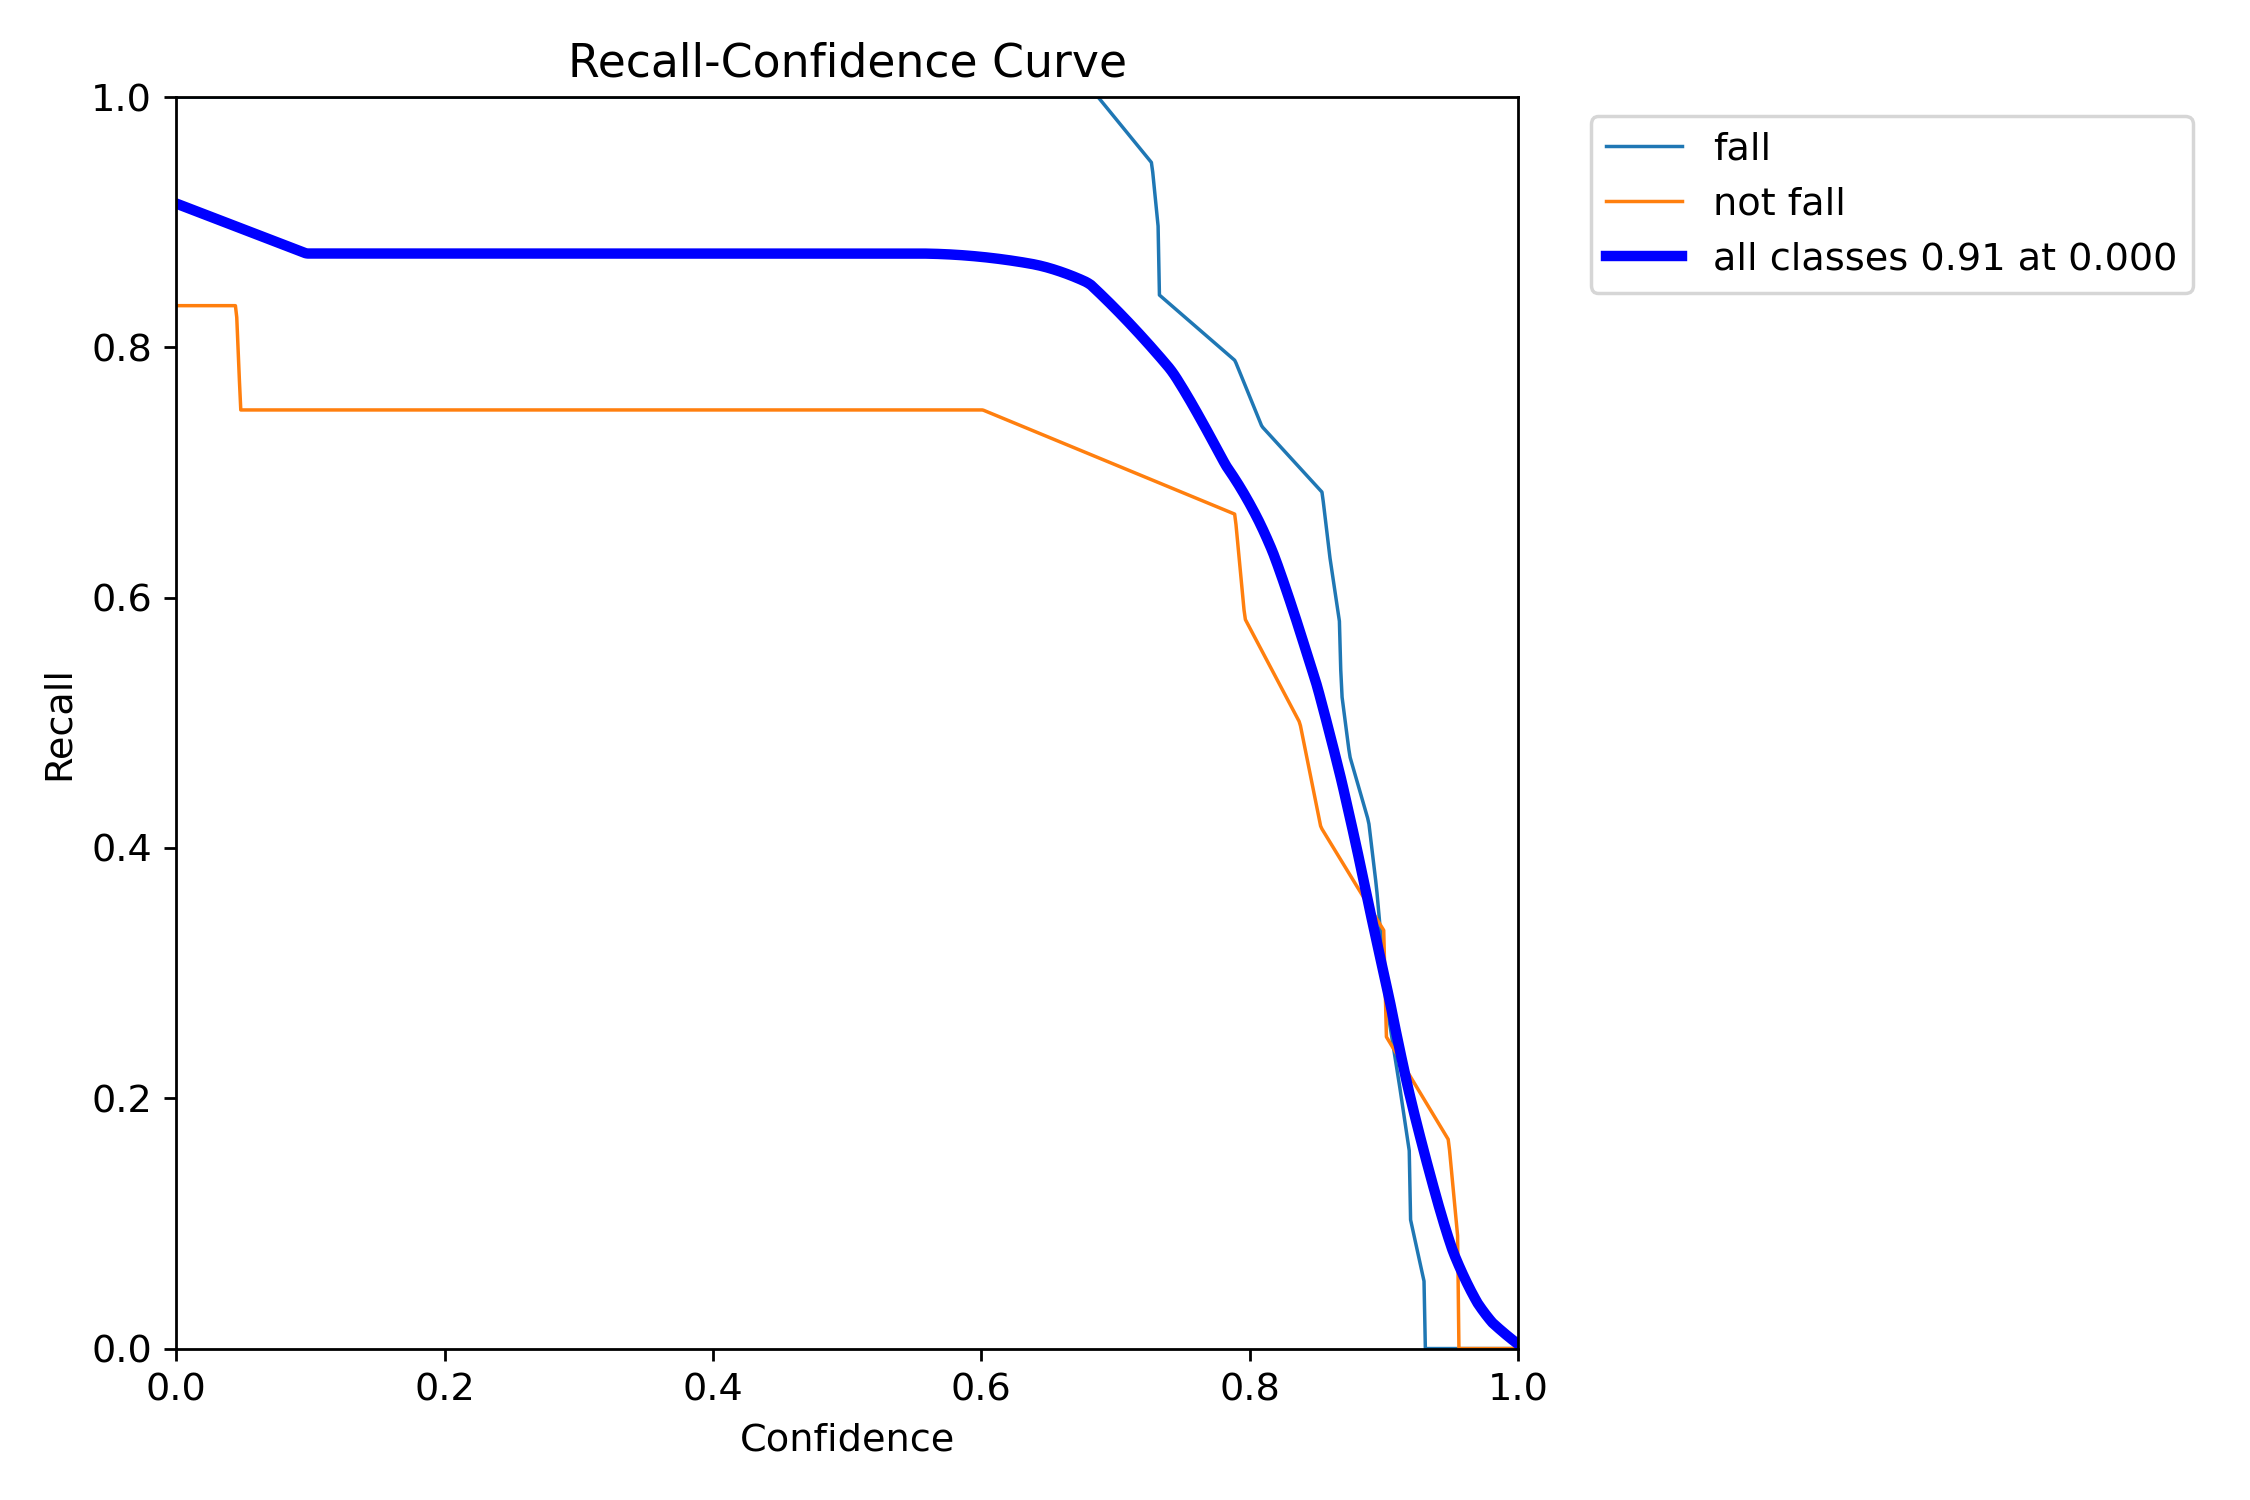 Recall-Confidence Curve
1.0
0.8
0.6
0.4
0.2
0.0
Recall
0.0 0.2 0.4 0.6 0.8 1.0
Confidence
fall
not fall
all classes 0.91 at 0.000